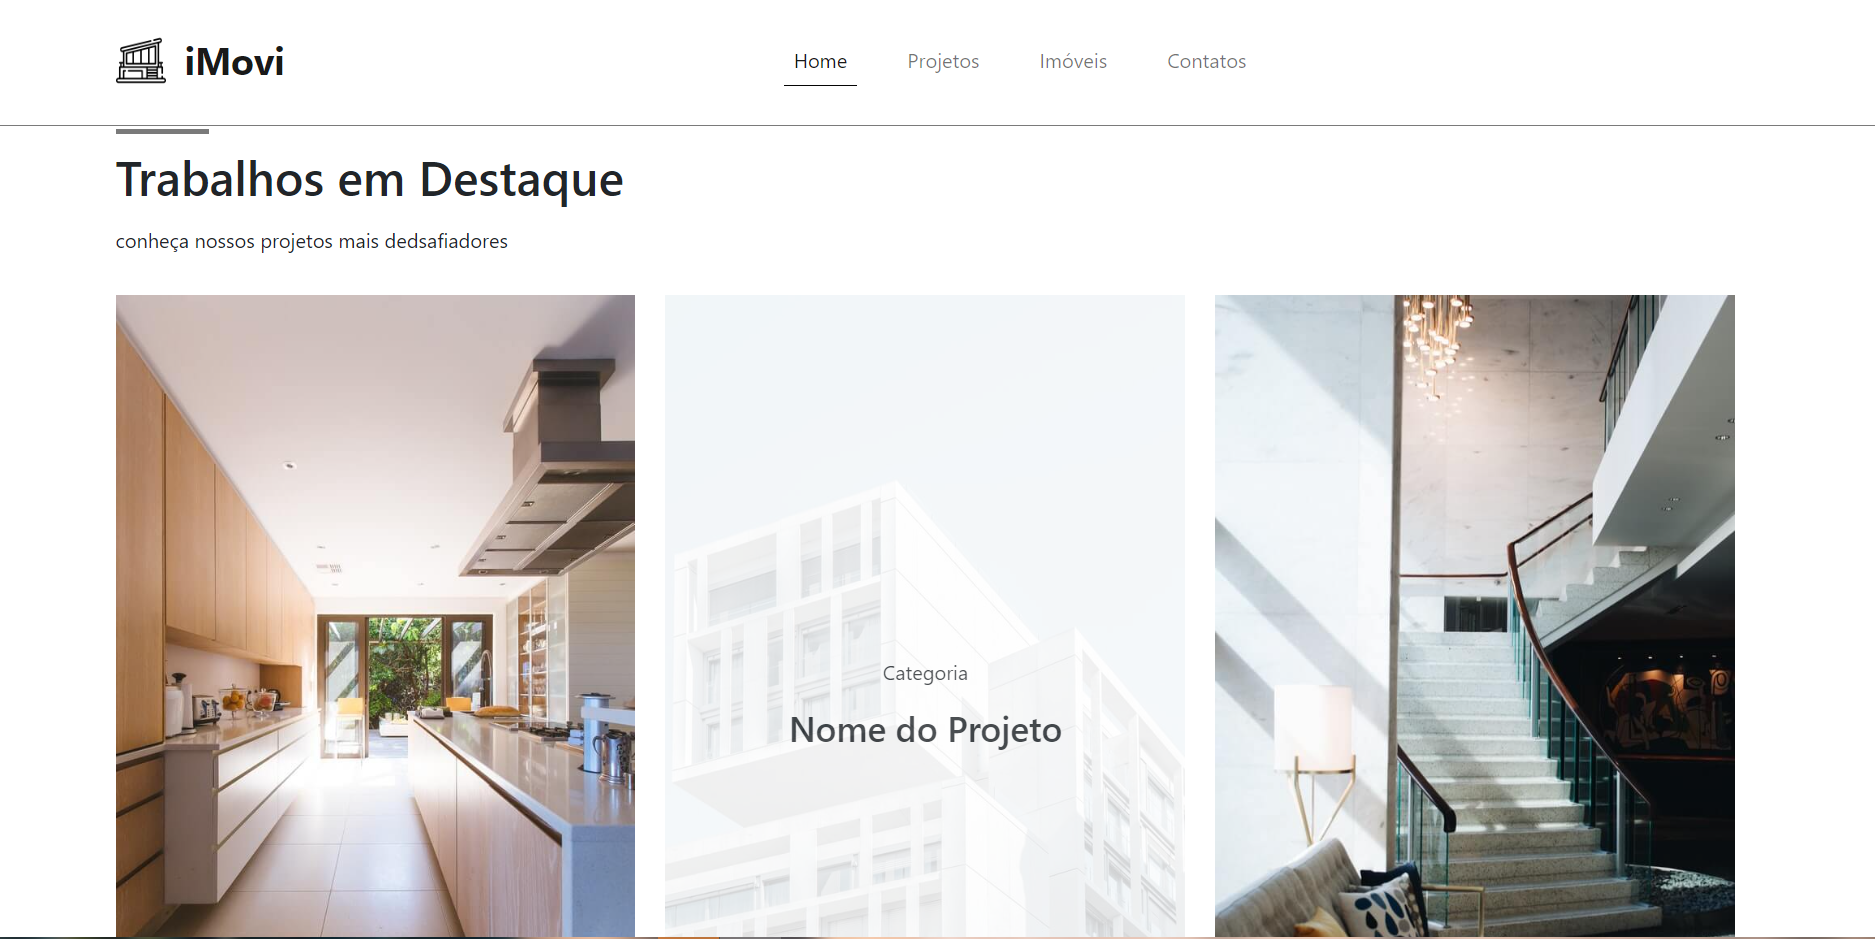 iMovi
Home Projetos Imóveis Contatos
Trabalhos em Destaque
conheça nossos projetos mais dedsafiadores
Categoria
Nome do Projeto